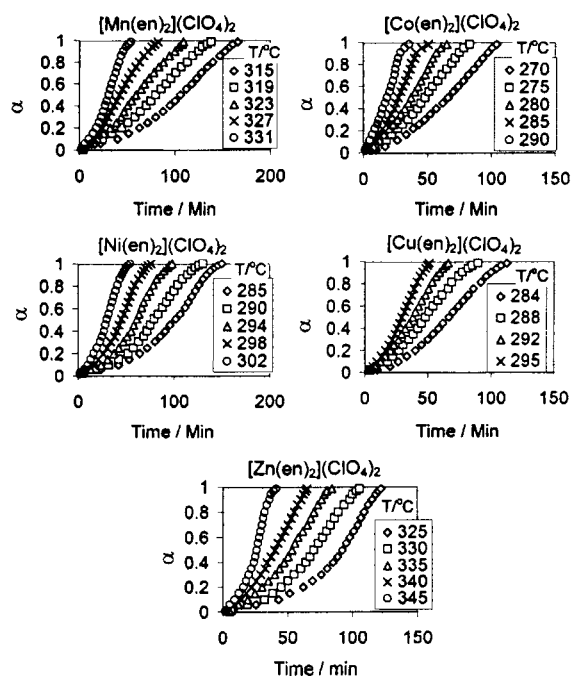 [Mn(en)₂](ClO₄)₂
α
1
0.8
0.6
0.4
0.2
0
0 100 200
Time / Min
T/°C
315
319
323
327
331
[Co(en)₂](ClO₄)₂
α
1
0.8
0.6
0.4
0.2
0
0 50 100 150
Time / Min
T/°C
270
275
280
285
290
[Ni(en)₂](ClO₄)₂
α
1
0.8
0.6
0.4
0.2
0
0 100 200
Time / Min
T/°C
285
290
294
298
302
[Cu(en)₂](ClO₄)₂
α
1
0.8
0.6
0.4
0.2
0
0 50 100 150
Time / Min
T/°C
284
288
292
295
[Zn(en)₂](ClO₄)₂
α
1
0.8
0.6
0.4
0.2
0
0 50 100 150
Time / min
T/°C
325
330
335
340
345